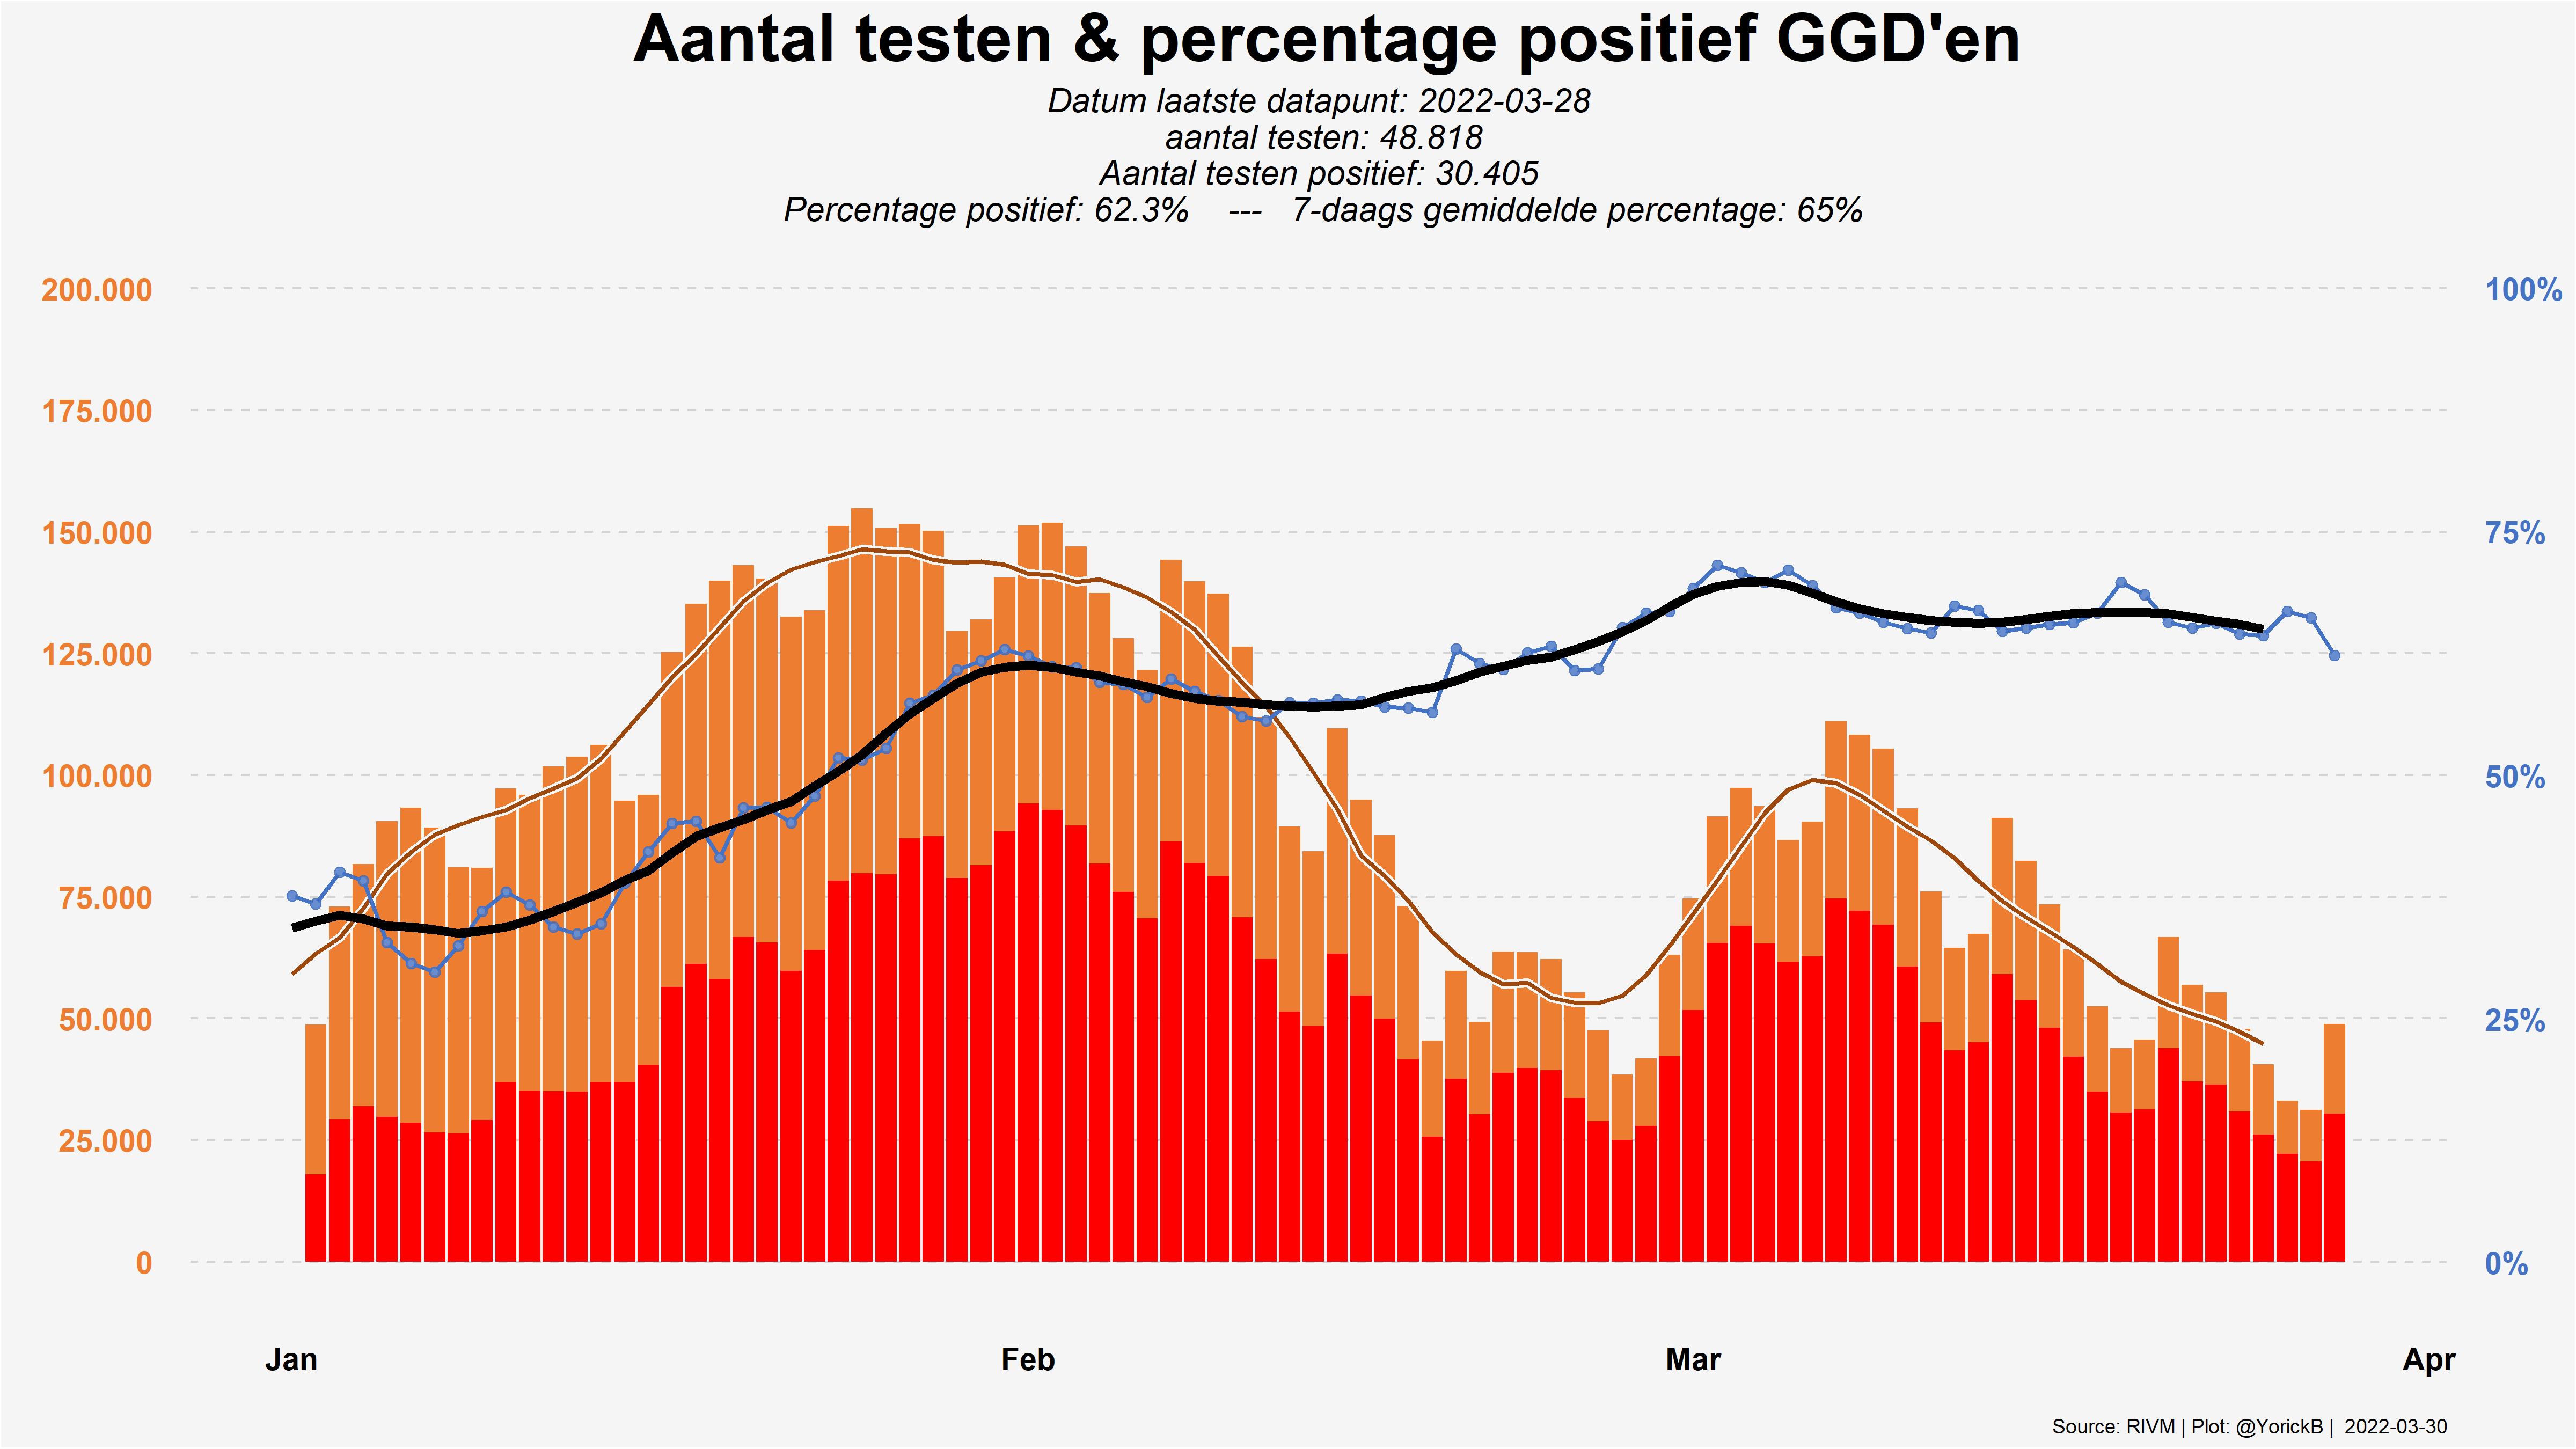 Aantal testen & percentage positief GGD'en
Datum laatste datapunt: 2022-03-28
aantal testen: 48.818
Aantal testen positief: 30.405
Percentage positief: 62.3% --- 7-daags gemiddelde percentage: 65%
200.000 100%
175.000
150.000 75%
125.000
100.000 50%
75.000
50.000 25%
25.000
0 0%
Jan Feb Mar Apr
Source: RIVM | Plot: @YorickB | 2022-03-30